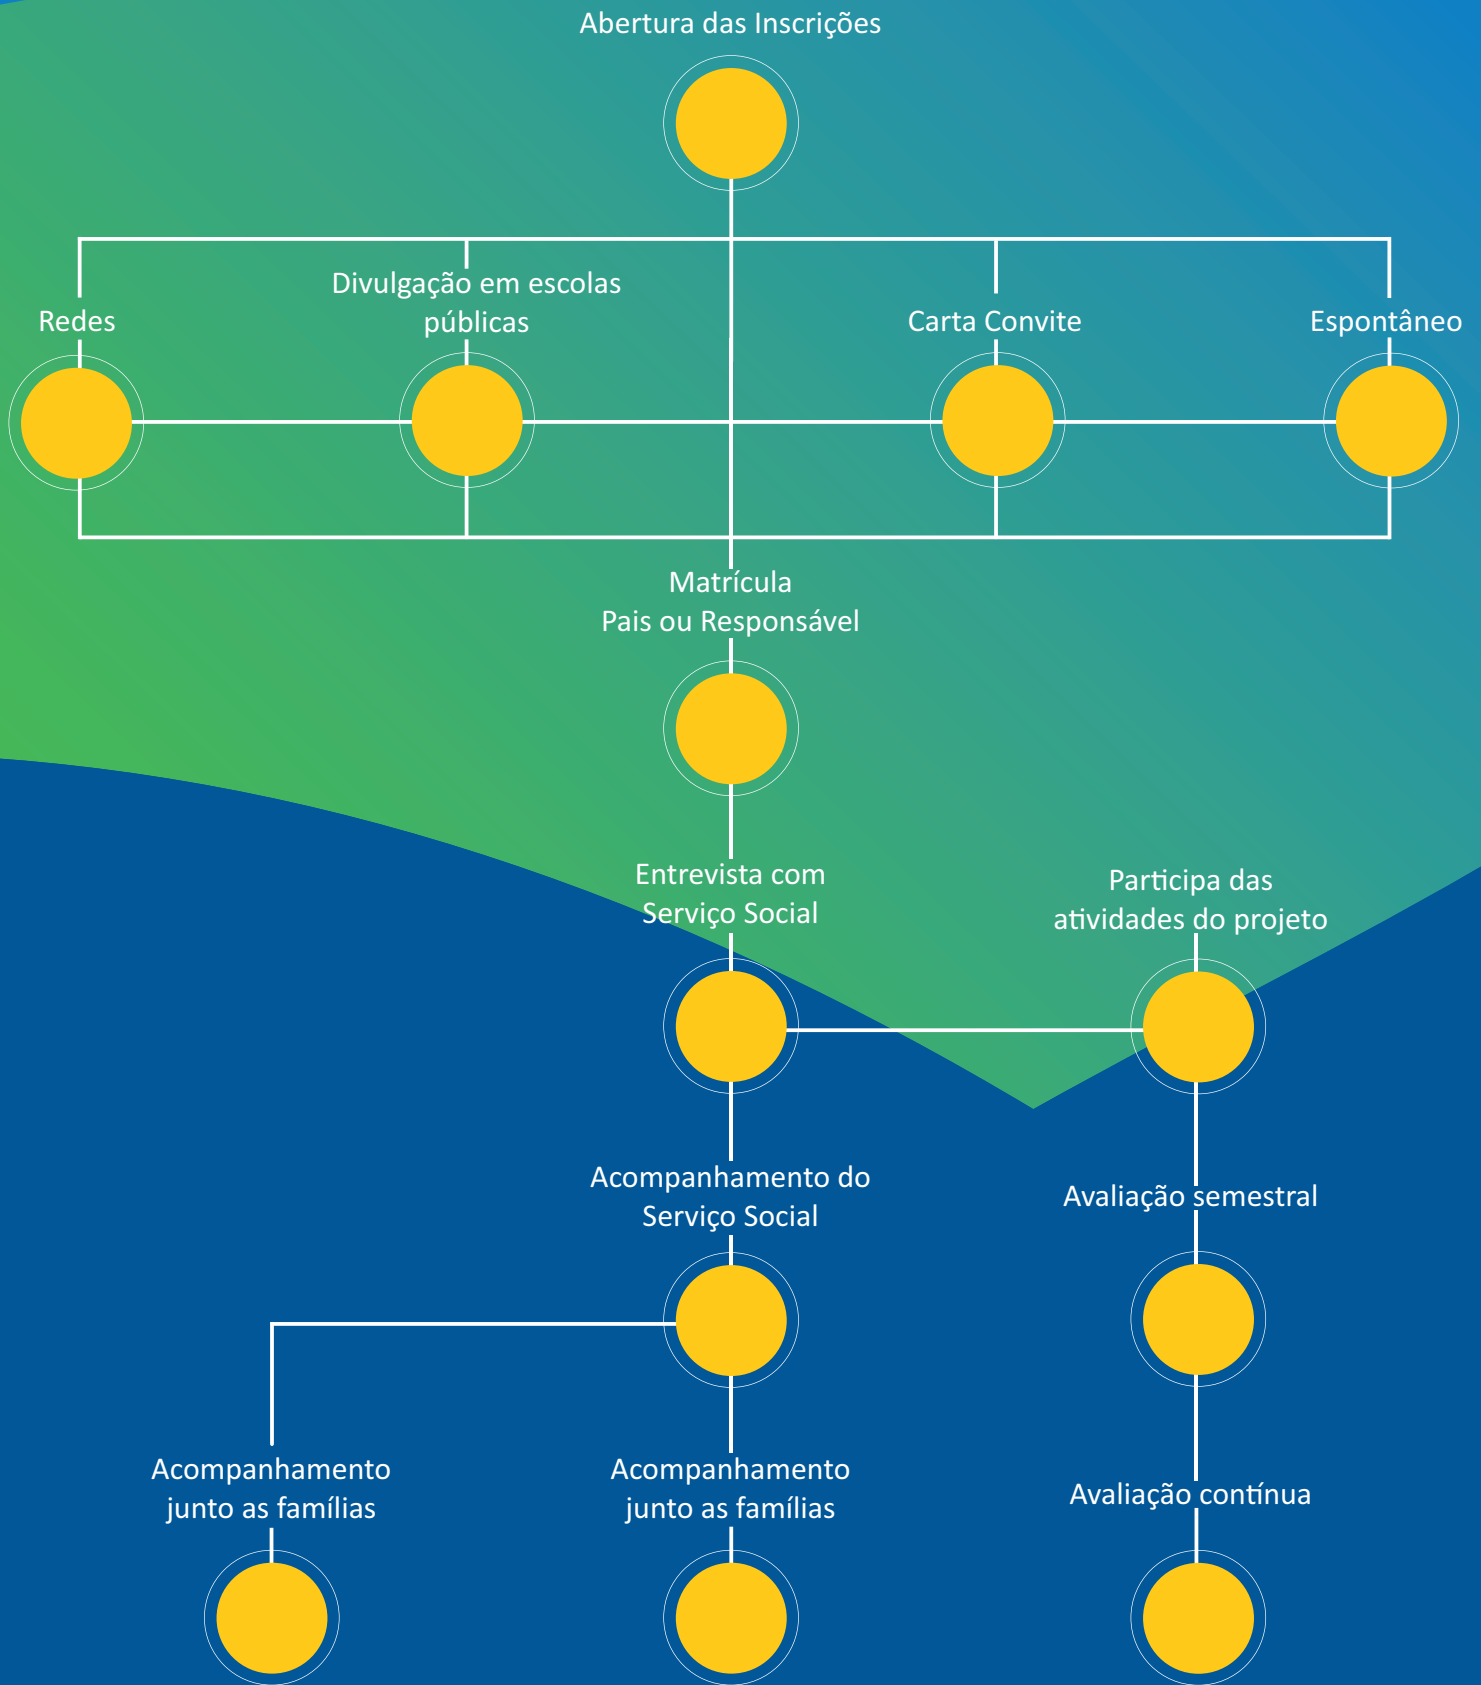 Abertura das Inscrições
Redes
Divulgação em escolas
públicas
Carta Convite
Espontâneo
Matrícula
Pais ou Responsável
Entrevista com
Serviço Social
Participa das
atividades do projeto
Acompanhamento do
Serviço Social
Avaliação semestral
Acompanhamento
junto as famílias
Acompanhamento
junto as famílias
Avaliação contínua